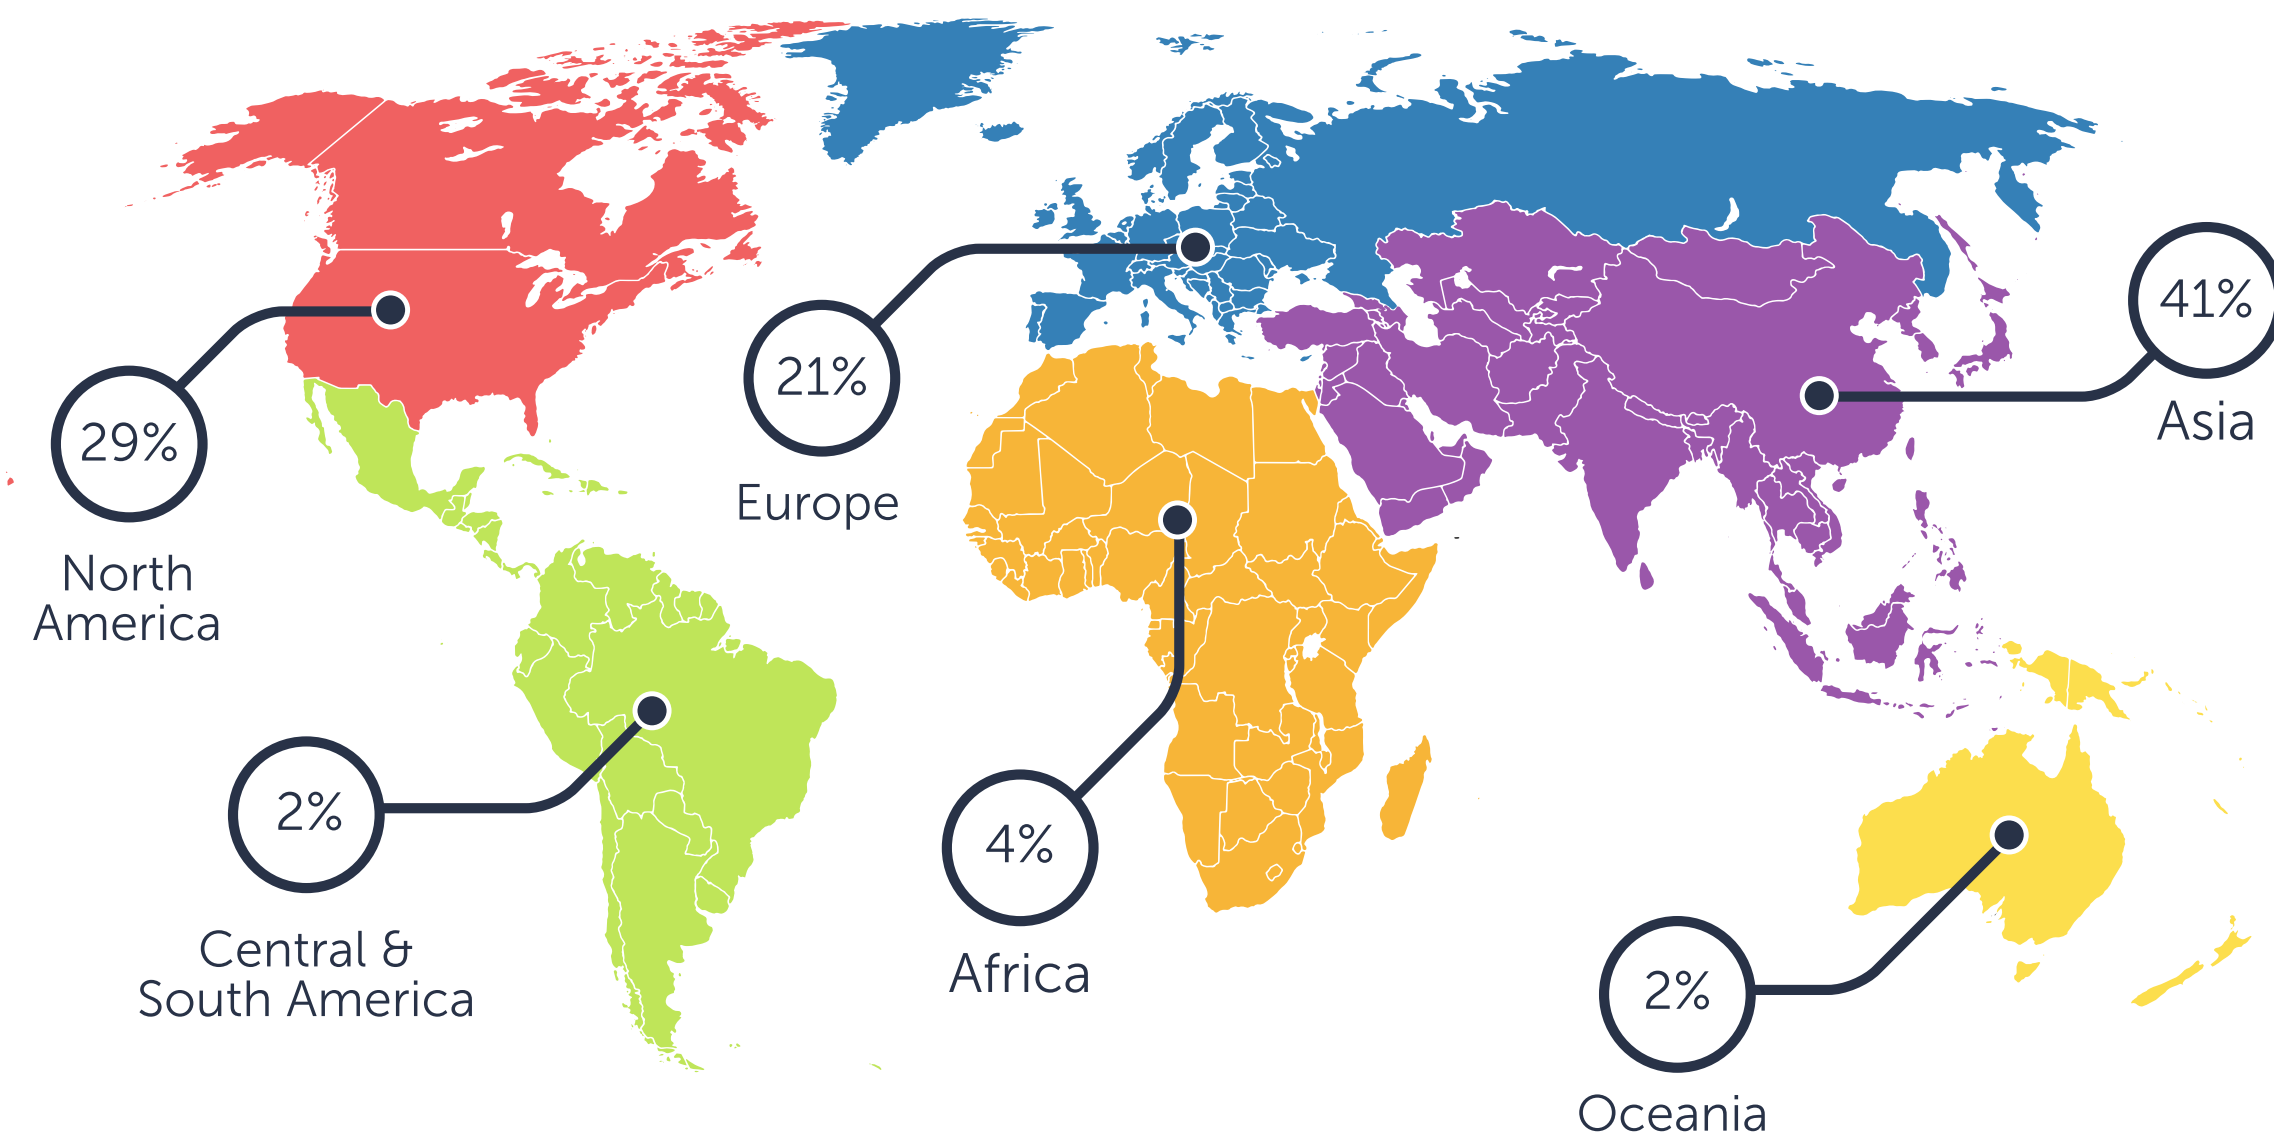 29%
North
America
21%
Europe
41%
Asia
2%
Central &
South America
4%
Africa
2%
Oceania